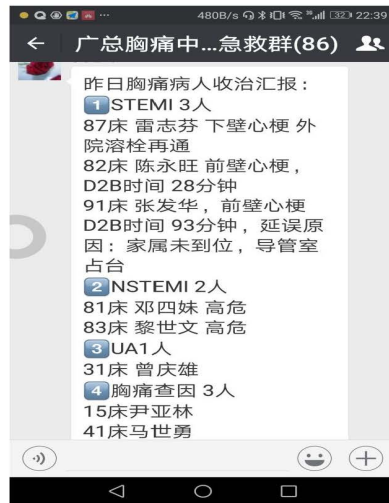 480B/s
32
22:39
广总胸痛中...急救群(86)
昨日胸痛病人收治汇报：
1 STEMI 3人
87床 雷志芬 下壁心梗 外
院溶栓再通
82床 陈永旺 前壁心梗，
D2B时间 28分钟
91床 张发华，前壁心梗
D2B时间 93分钟，延误原
因：家属未到位，导管室
占台
2 NSTEMI 2人
81床 邓四妹 高危
83床 黎世文 高危
3 UA1人
31床 曾庆雄
4 胸痛查因 3人
15床尹亚林
41床马世勇